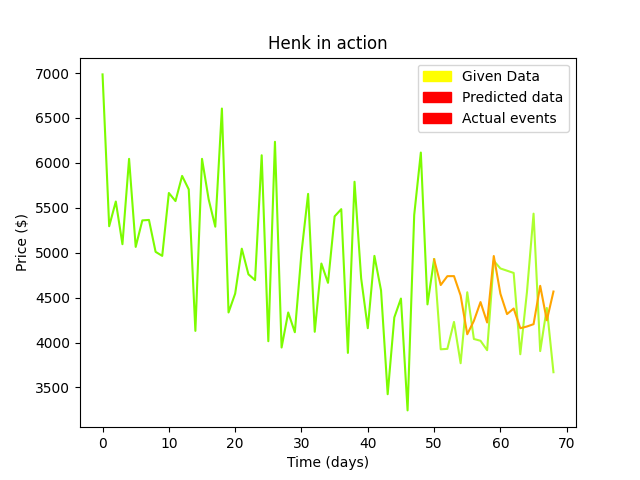 Henk in action
Given Data
Predicted data
Actual events
Price ($)
7000
6500
6000
5500
5000
4500
4000
3500
0 10 20 30 40 50 60 70
Time (days)